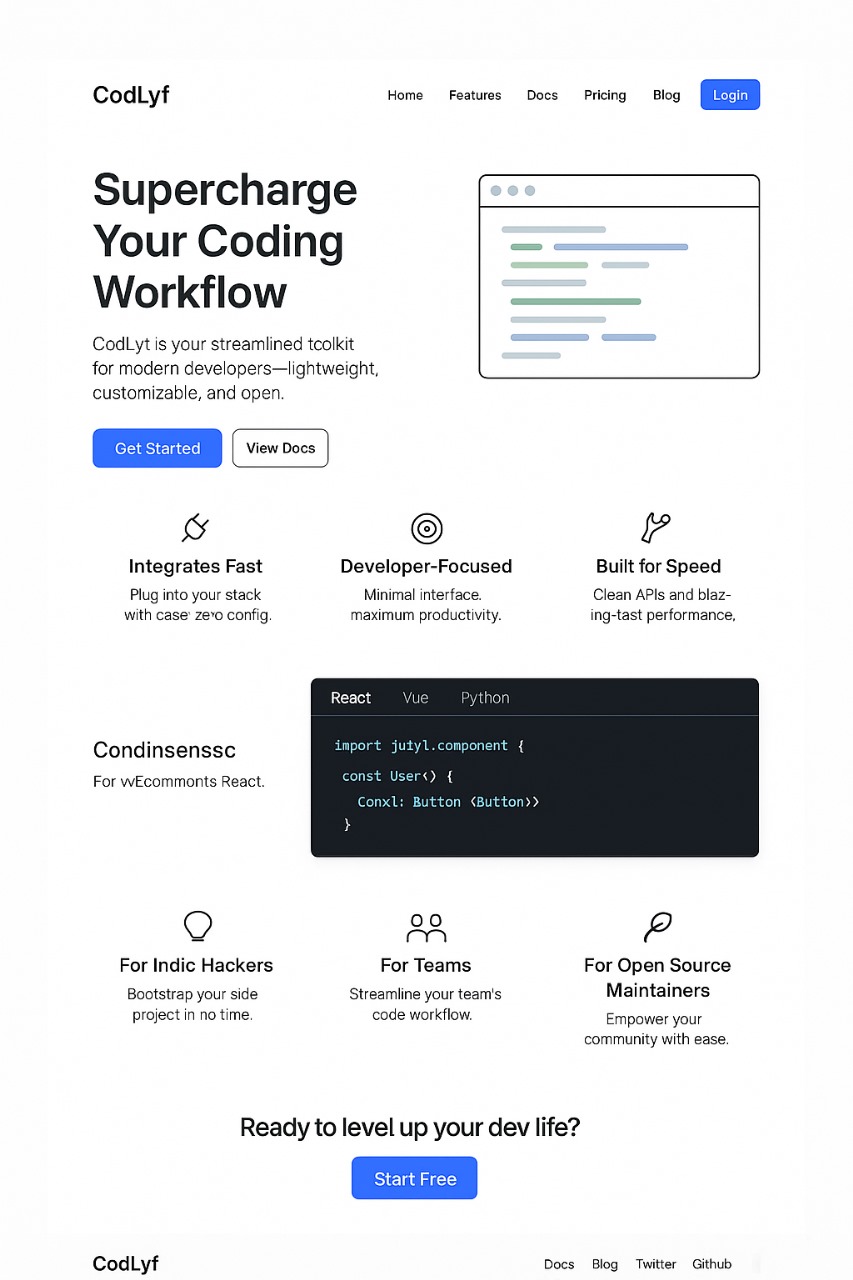 CodLyf
Home Features Docs Pricing Blog Login
Supercharge
Your Coding
Workflow
CodLyt is your streamlined tcolkit
for modern developers—lightweight,
customizable, and open.
Get Started View Docs
Integrates Fast
Plug into your stack
with case' config.
Developer-Focused
Minimal interface.
maximum productivity.
Built for Speed
Clean APIs and blaz-
ing-tast performance,
Condinsenssc
For vvEcommonts React.
React Vue Python
import component {
const User<> {
Conxl: Button <Button>>
}
For Indic Hackers
Bootstrap your side
project in no time.
For Teams
Streamline your team's
code workflow.
For Open Source
Maintainers
Empower your
community with ease.
Ready to level up your dev life?
Start Free
CodLyf
Docs Blog Twitter Github